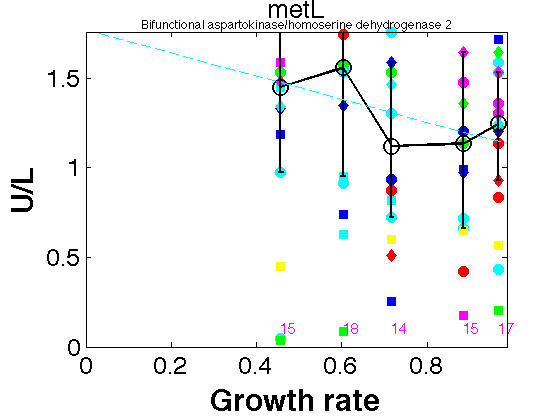 metL
Bifunctional aspartokinase/homoserine dehydrogenase 2
1.5
1
0.5
0
U/L
15 18 14 15 17
0 0.2 0.4 0.6 0.8
Growth rate